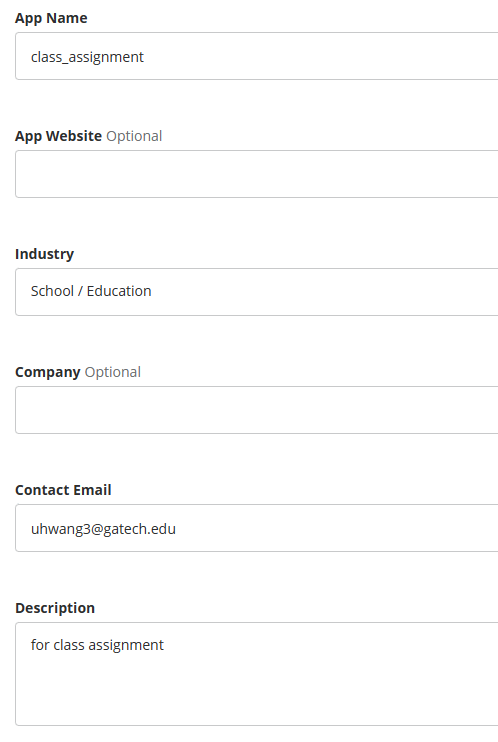 App Name
class_assignment
App Website Optional
Industry
School / Education
Company Optional
Contact Email
uhwang3@gatech.edu
Description
for class assignment